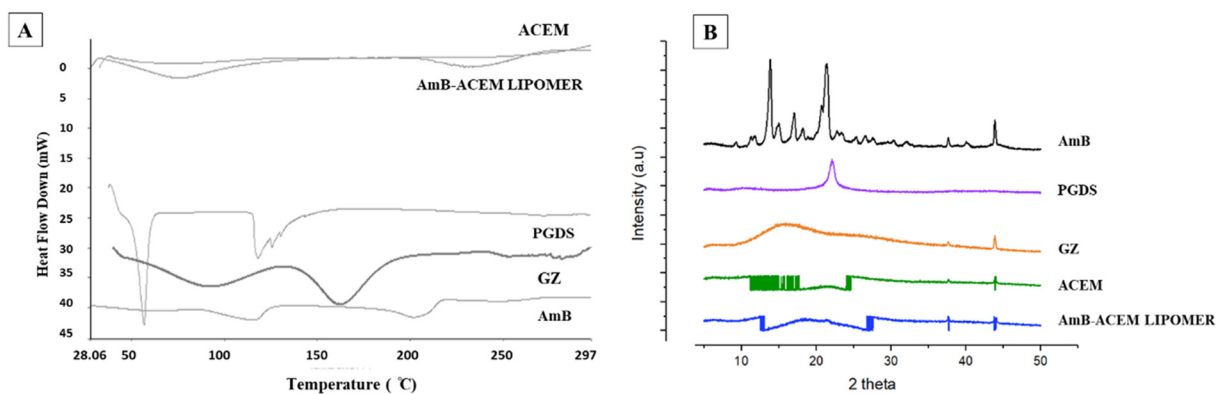 A
ACEM
AmB-ACEM LIPOMER
PGDS
GZ
AmB
Heat Flow Down (mW)
0
5
10
15
20
25
30
35
40
45
28.06 50 100 150 200 250 297
Temperature ( °C)
B
AmB
PGDS
GZ
ACEM
AmB-ACEM LIPOMER
Intensity (a.u)
10 20 30 40 50
2 theta